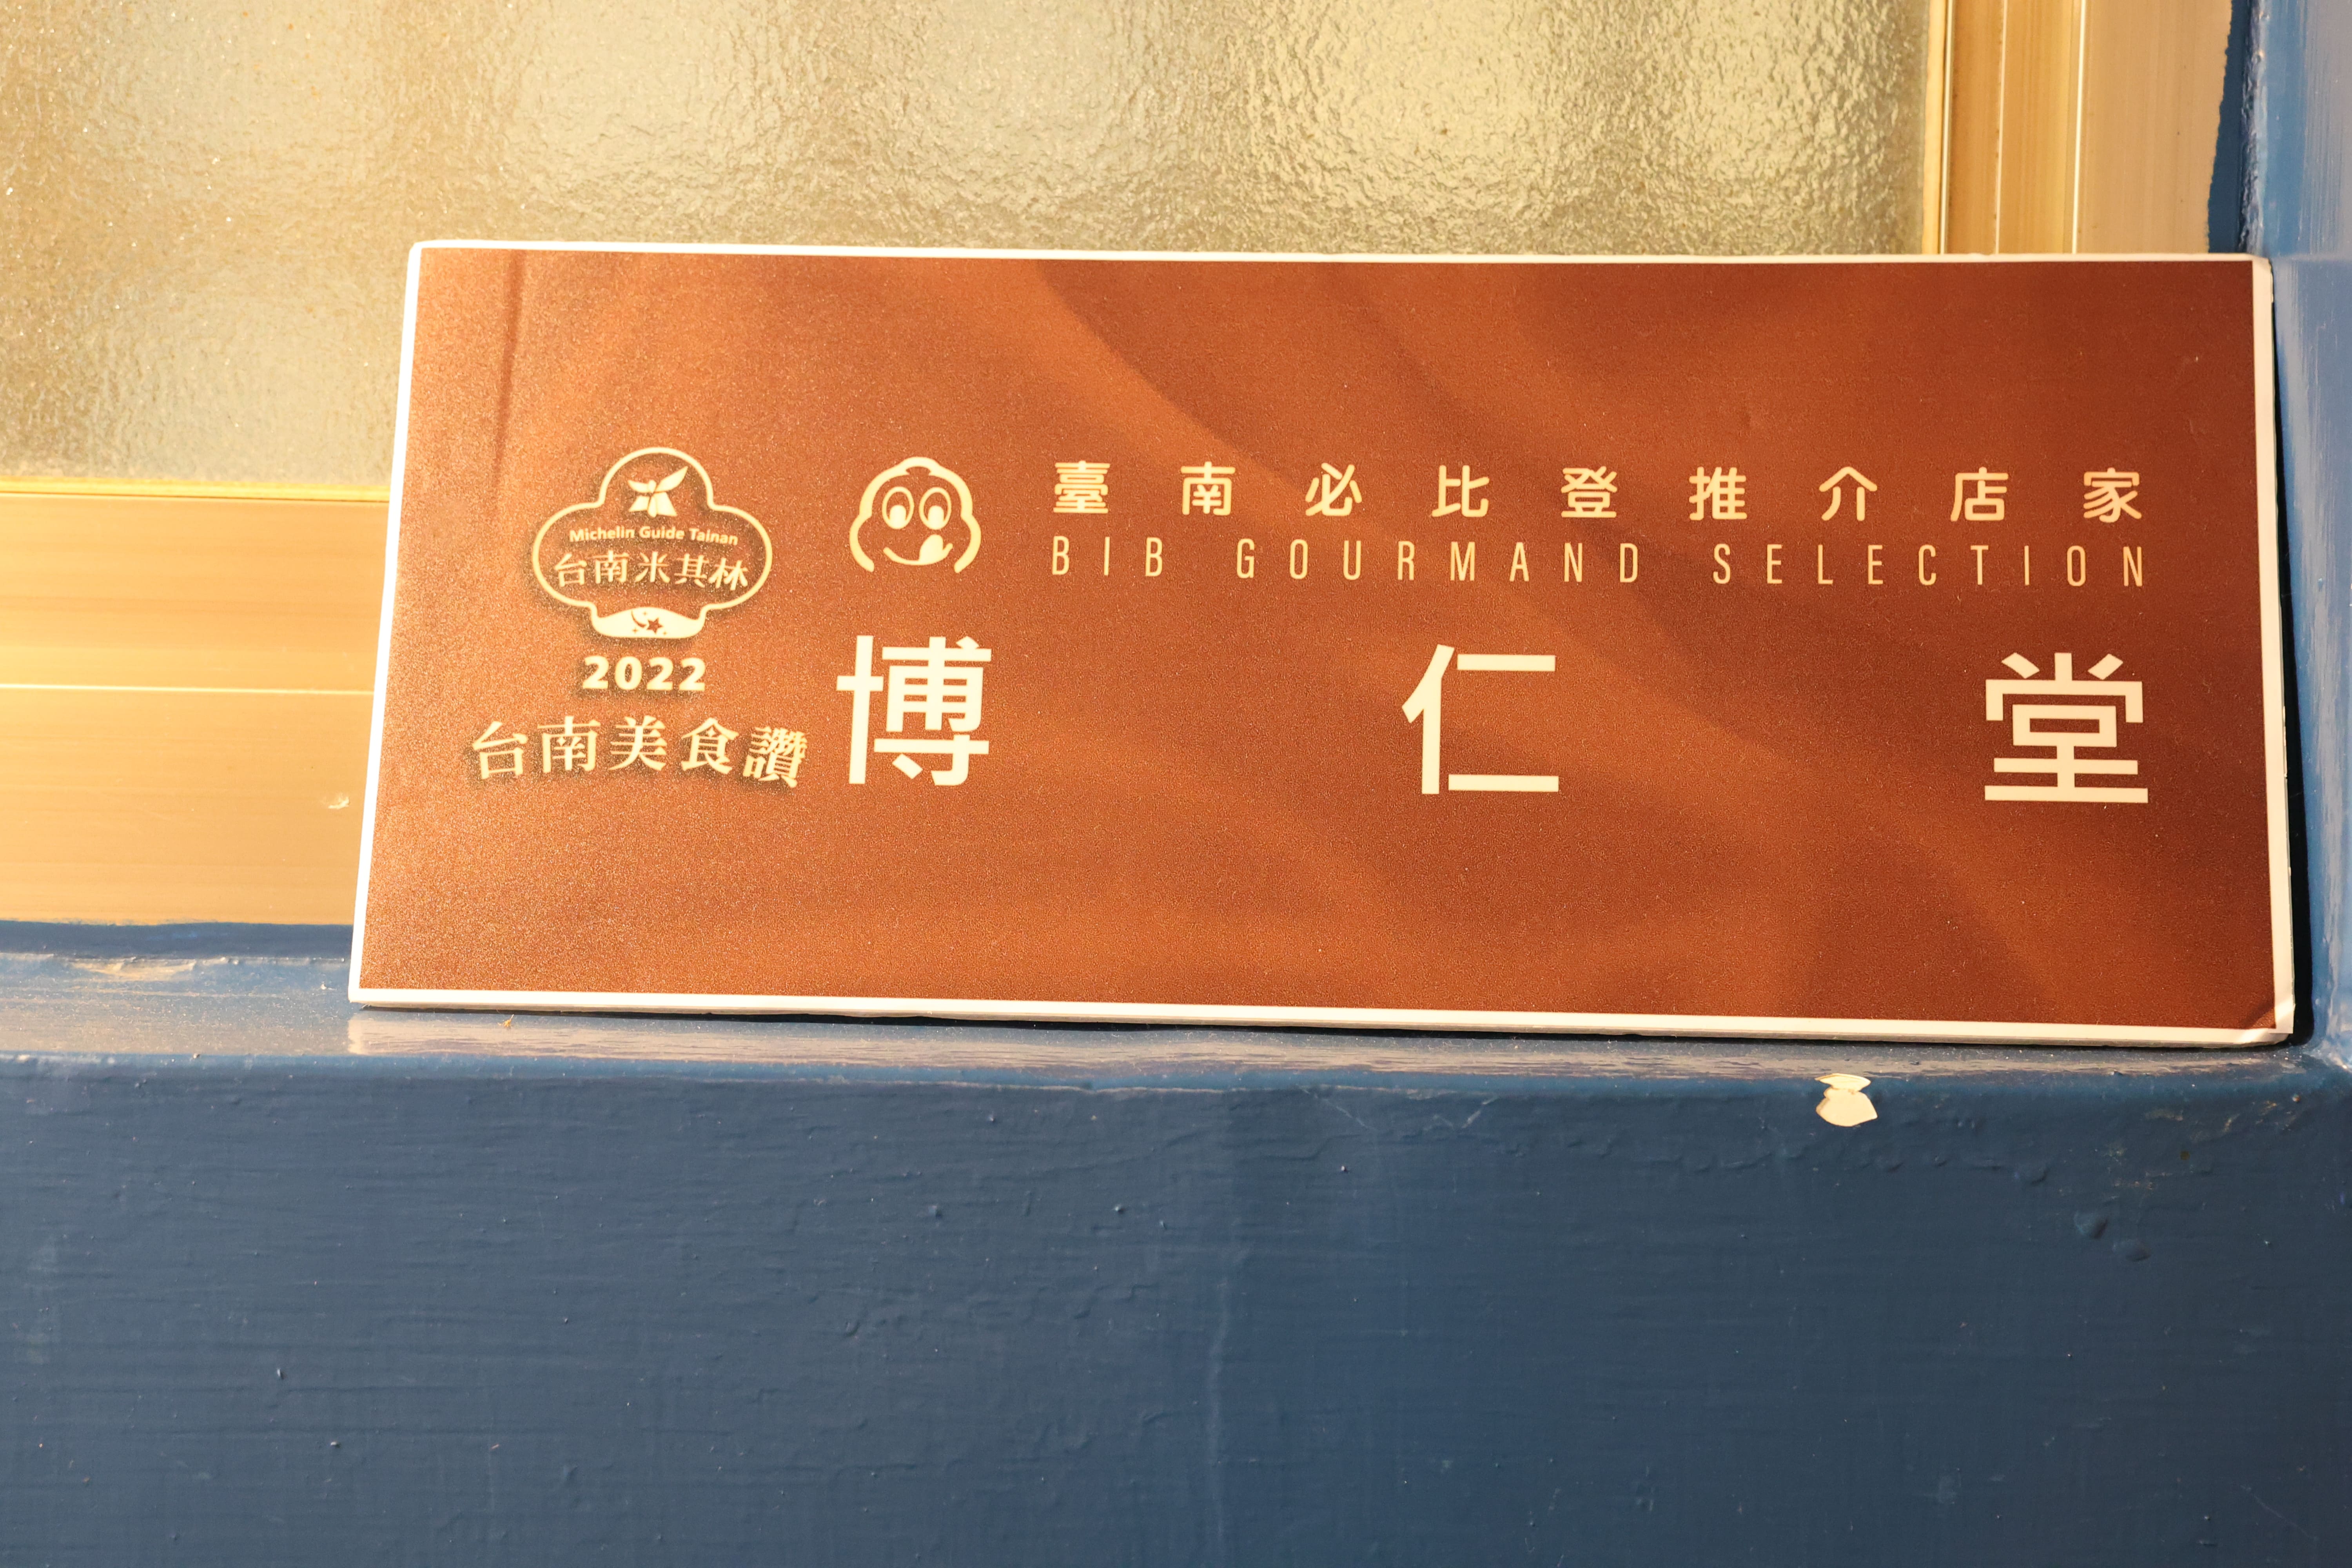 Michelin Guide Tainan
台南米其林
2022
台南美食讚
臺南必比登推介店家
BIB GOURMAND SELECTION
博仁堂